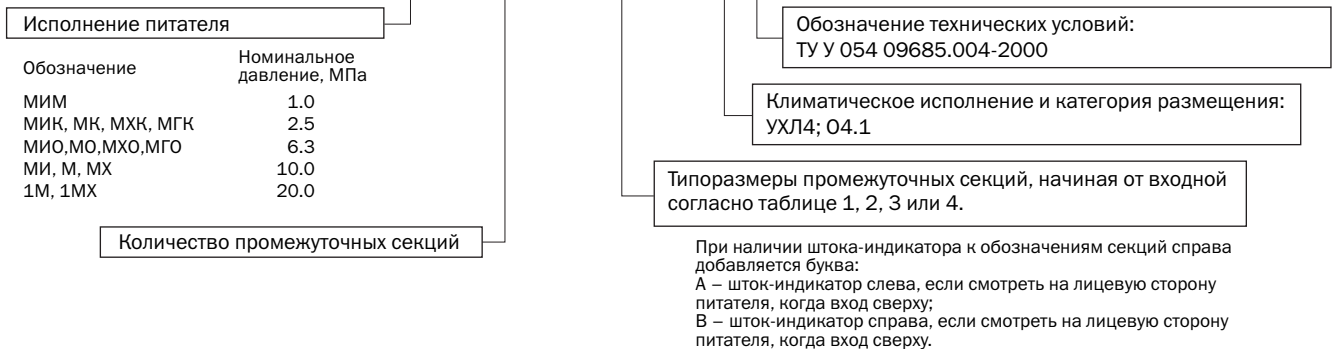 Исполнение питателя
Обозначение Номинальное давление, МПа
МИМ 1.0
МИК, МК, МХК, МГК 2.5
МИО,МО,МХО,МГО 6.3
МИ, М, МХ 10.0
1М, 1МХ 20.0
Количество промежуточных секций
Обозначение технических условий:
ТУ У 054 09685.004-2000
Климатическое исполнение и категория размещения:
УХЛ4; О4.1
Типоразмеры промежуточных секций, начиная от входной
согласно таблице 1, 2, 3 или 4.
При наличии штока-индикатора к обозначениям секций справа
добавляется буква:
А – шток-индикатор слева, если смотреть на лицевую сторону
питателя, когда вход сверху;
В – шток-индикатор справа, если смотреть на лицевую сторону
питателя, когда вход сверху.